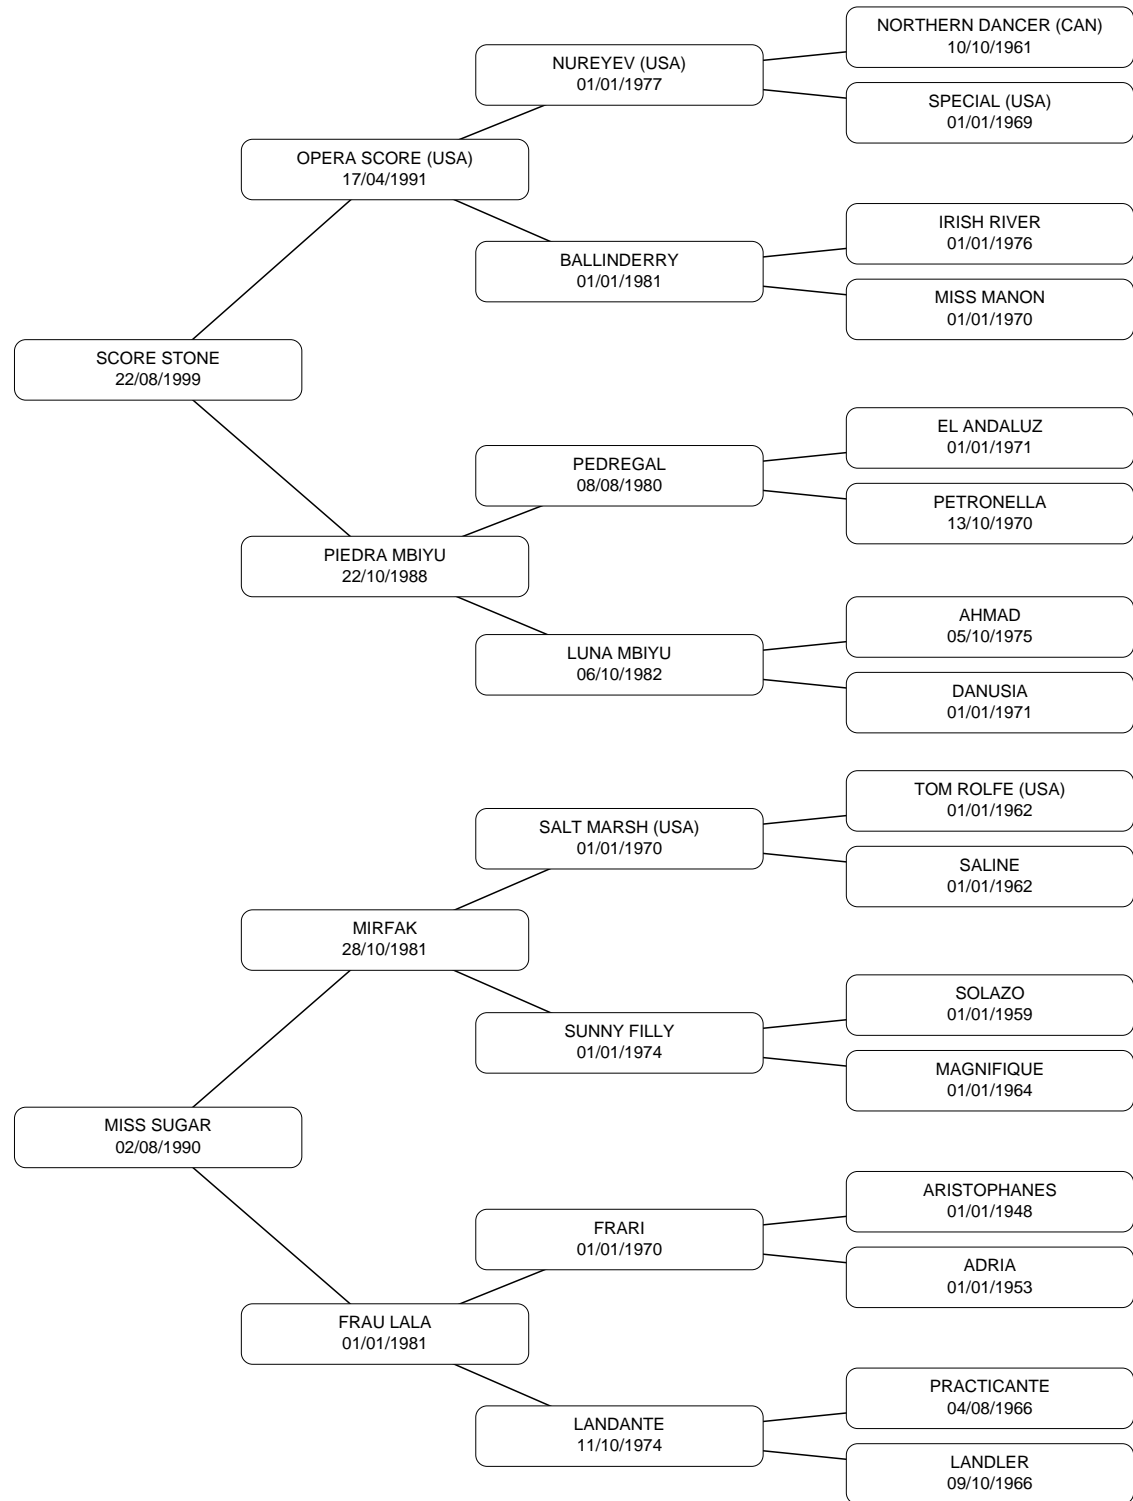 NORTHERN DANCER (CAN)
10/10/1961
NUREYEV (USA)
01/01/1977
SPECIAL (USA)
01/01/1969
OPERA SCORE (USA)
17/04/1991
IRISH RIVER
01/01/1976
BALLINDERRY
01/01/1981
MISS MANON
01/01/1970
SCORE STONE
22/08/1999
EL ANDALUZ
01/01/1971
PEDREGAL
08/08/1980
PETRONELLA
13/10/1970
PIEDRA MBIYU
22/10/1988
AHMAD
05/10/1975
LUNA MBIYU
06/10/1982
DANUSIA
01/01/1971
TOM ROLFE (USA)
01/01/1962
SALT MARSH (USA)
01/01/1970
SALINE
01/01/1962
MIRFAK
28/10/1981
SOLAZO
01/01/1959
SUNNY FILLY
01/01/1974
MAGNIFIQUE
01/01/1964
MISS SUGAR
02/08/1990
ARISTOPHANES
01/01/1948
FRARI
01/01/1970
ADRIA
01/01/1953
FRAU LALA
01/01/1981
PRACTICANTE
04/08/1966
LANDANTE
11/10/1974
LANDLER
09/10/1966